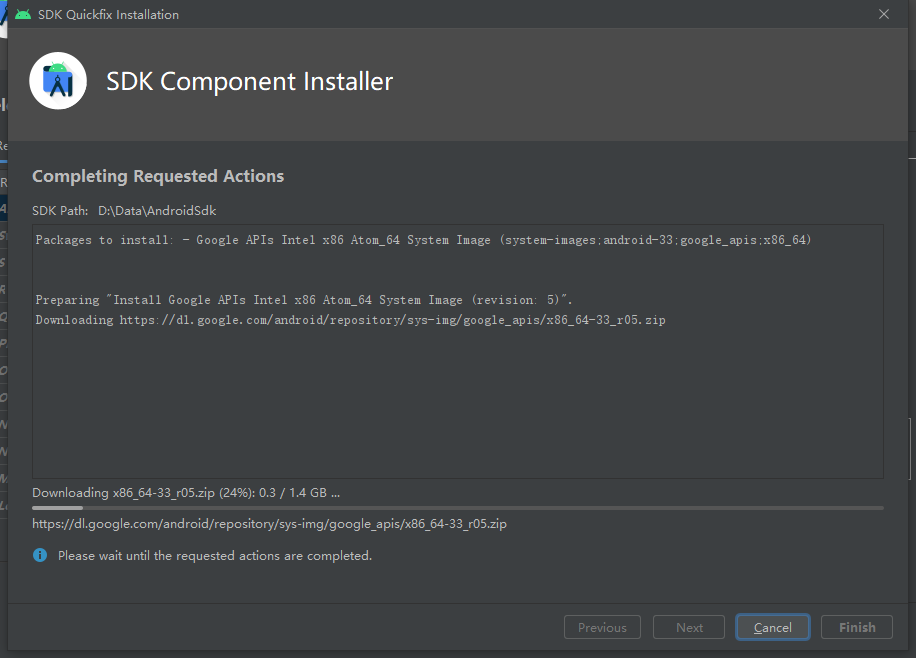 SDK Quickfix Installation
SDK Component Installer
Completing Requested Actions
SDK Path: D:\Data\AndroidSdk
Packages to install: - Google APIs Intel x86 Atom_64 System Image (system-images;android-33;google_apis;x86_64)
Preparing "Install Google APIs Intel x86 Atom_64 System Image (revision: 5)".
Downloading https://dl.google.com/android/repository/sys-img/google_apis/x86_64-33_r05.zip
Downloading x86_64-33_r05.zip (24%): 0.3 / 1.4 GB ...
https://dl.google.com/android/repository/sys-img/google_apis/x86_64-33_r05.zip
Please wait until the requested actions are completed.
Previous Next Cancel Finish